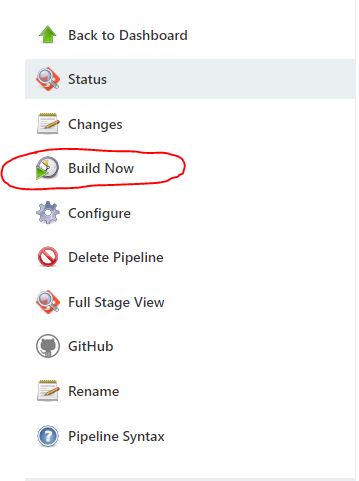 Back to Dashboard
Status
Changes
Build Now
Configure
Delete Pipeline
Full Stage View
GitHub
Rename
Pipeline Syntax